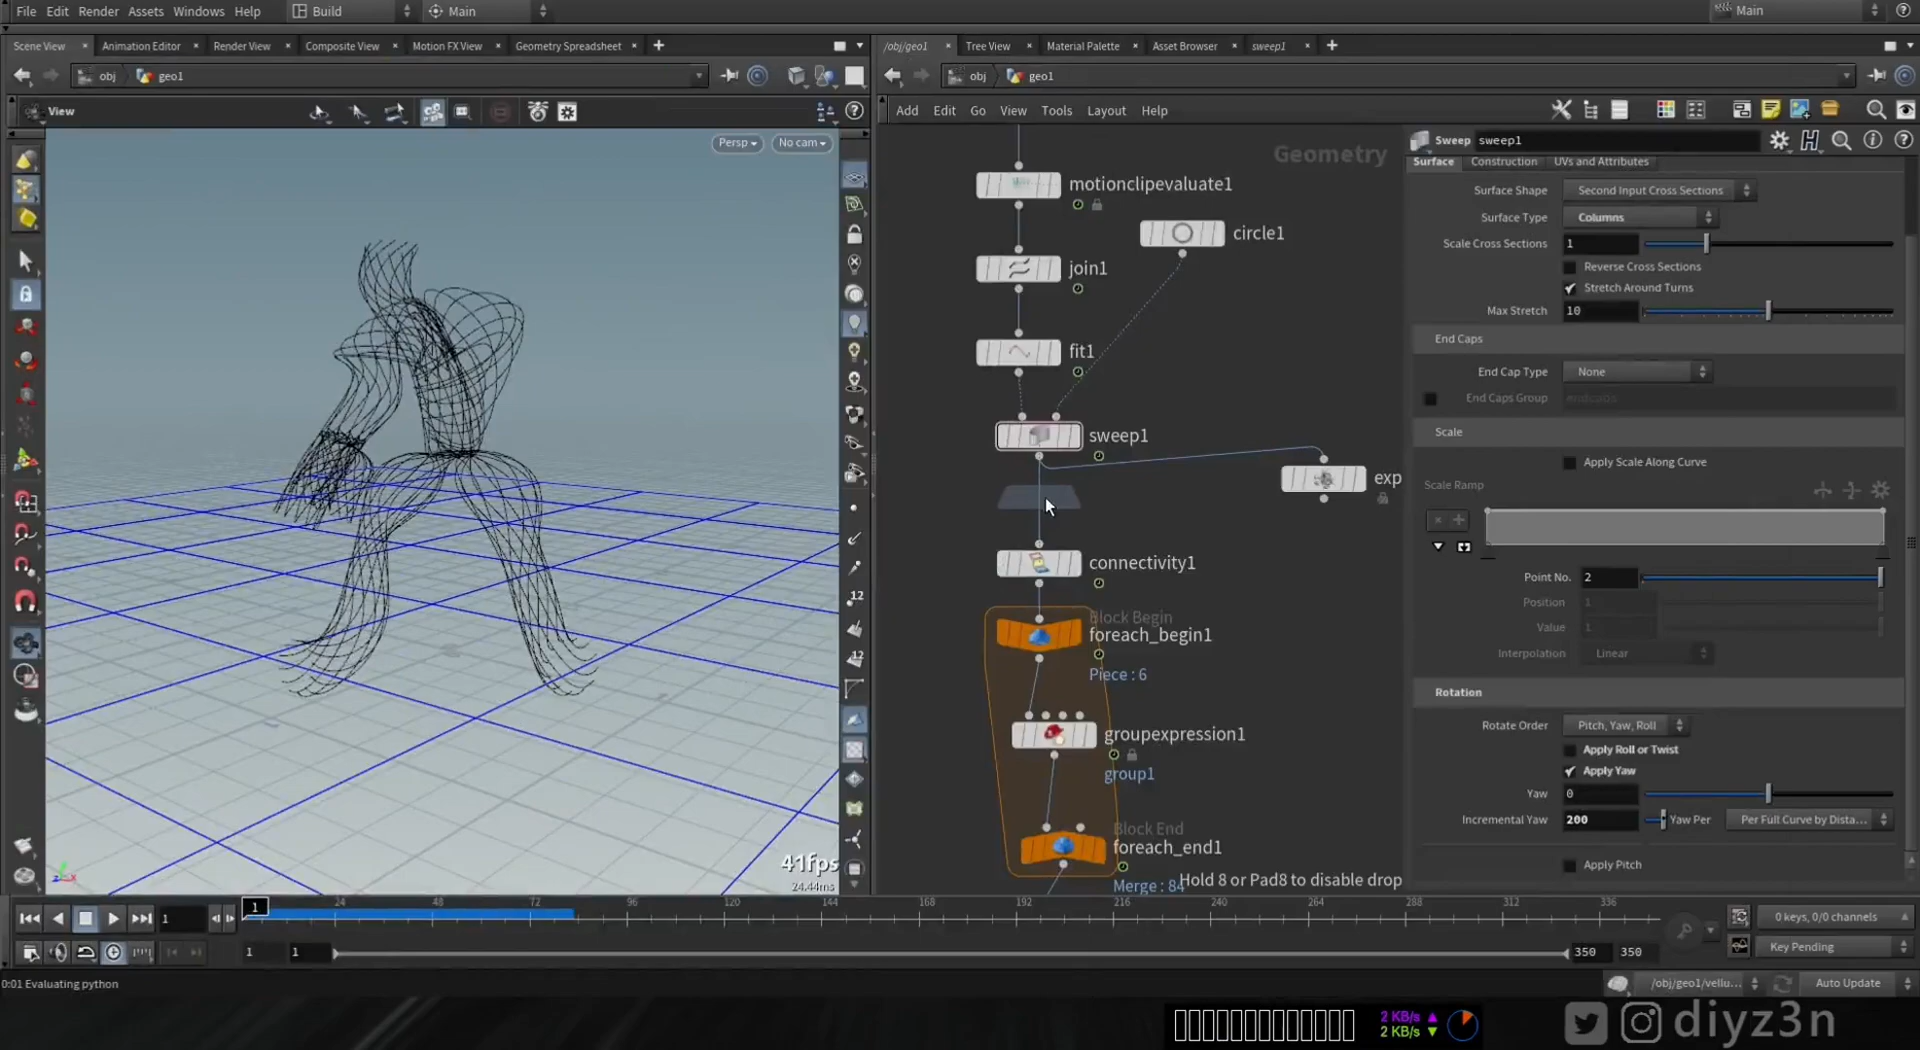 File Edit Render Assets Windows Help Build Main Main
Scene View Animation Editor Render View Composite View Motion FX View Geometry Spreadsheet
/obj/geo1 Tree View Material Palette Asset Browser sweep1
obj geo1
obj geo1
View
Add Edit Go View Tools Layout Help
Persp No cam
Geometry
Sweep sweep1
Surface Construction UVs and Attributes
motionclipevaluate1
circle1
join1
fit1
sweep1
exp
connectivity1
Block Begin
foreach_begin1
Piece : 6
groupexpression1
group1
Block End
foreach_end1
Merge : 84
Hold 8 or Pad8 to disable drop
Surface Shape Second Input Cross Sections
Surface Type Columns
Scale Cross Sections 1
Reverse Cross Sections
Stretch Around Turns
Max Stretch 10
End Caps
End Cap Type None
End Caps Group endcaps
Scale
Apply Scale Along Curve
Scale Ramp
Point No. 2
Position 1
Value 1
Interpolation Linear
Rotation
Rotate Order Pitch, Yaw, Roll
Apply Roll or Twist
Apply Yaw
Yaw 0
Incremental Yaw 200 Yaw Per Per Full Curve by Dista...
Apply Pitch
12
12
41fps
24.44ms
1 1 24 48 72 96 120 144 168 192 216 240 264 288 312 336
0 keys, 0/0 channels
1 1 350 350
Key Pending
0:01 Evaluating python
/obj/geo1/vellu... Auto Update
2 KB/s
2 KB/s
diyz3n